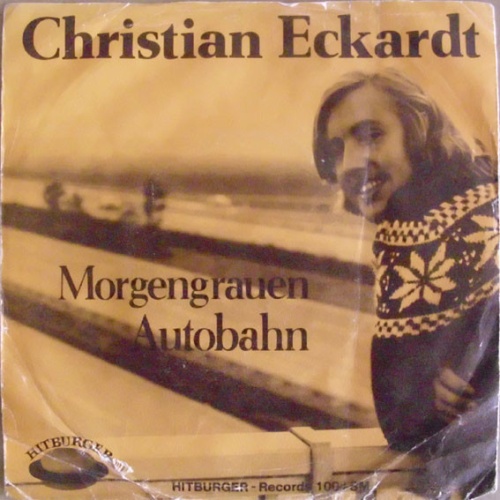 Christian Eckardt
Morgengrauen
Autobahn
HITBURGER
HITBURGER - Records